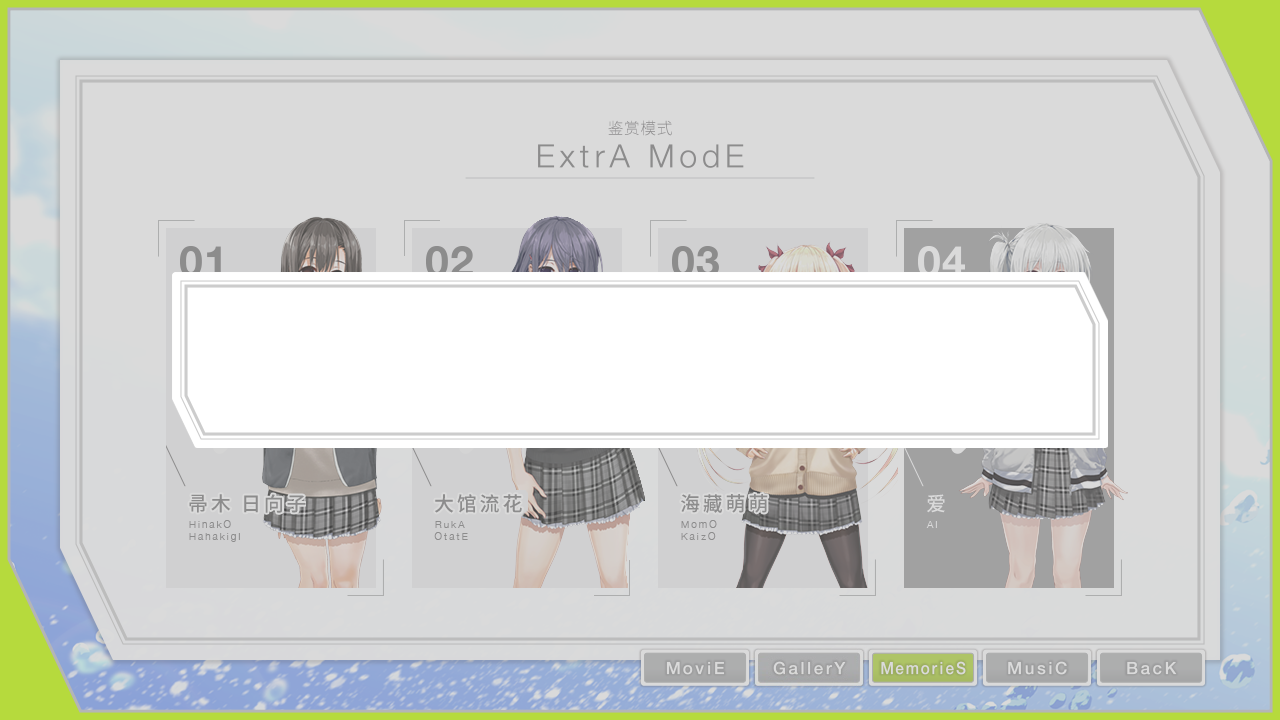 鉴赏模式
ExtrA ModE
01
02
03
04
帚木 日向子
HinakO
HahakigI
大馆流花
RukA
OtatE
海藏萌萌
MomO
KaizO
爱
AI
MoviE
GallerY
MemorieS
MusiC
BacK